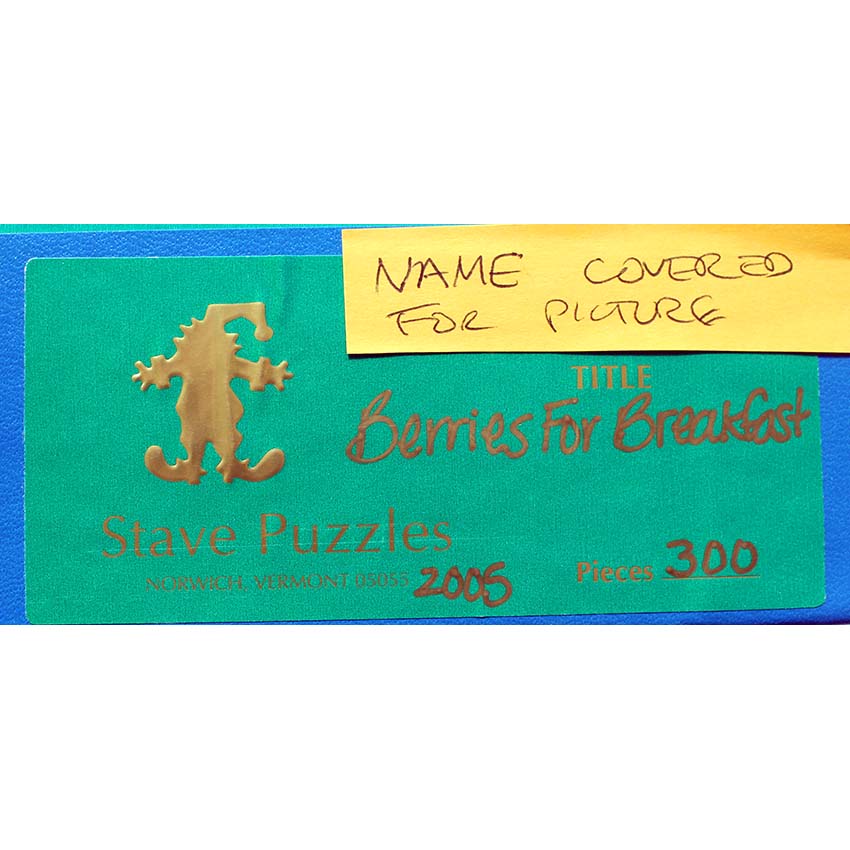 NAME COVERED
FOR PICTURE
TITLE
Berries For Breakfast
Stave Puzzles
NORWICH, VERMONT 05055 2005
Pieces 300